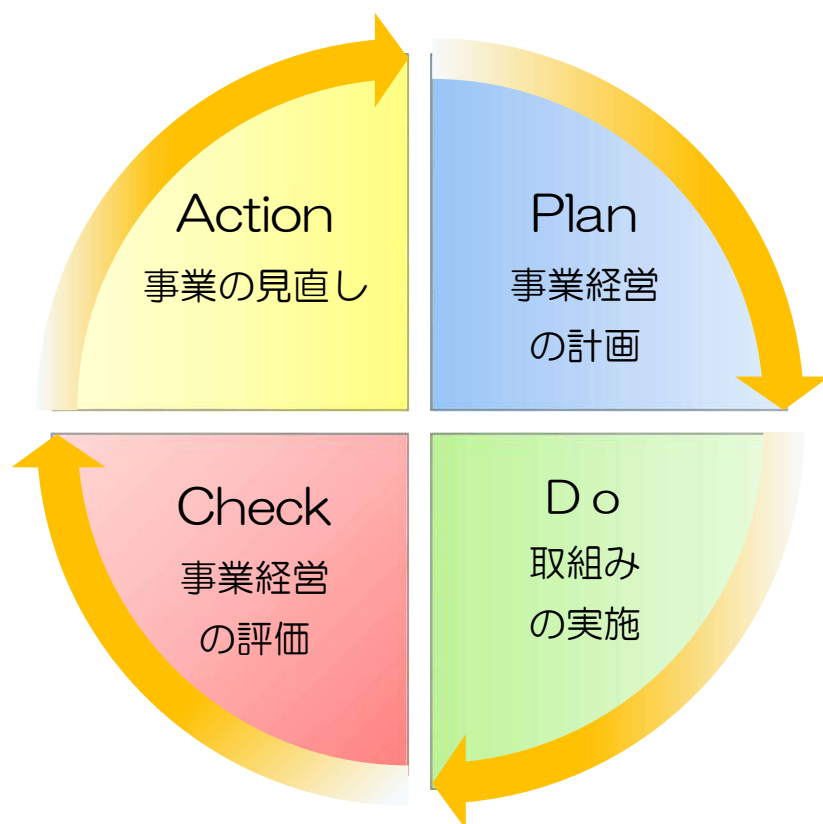 Action
事業の見直し
Plan
事業経営
の計画
Check
事業経営
の評価
Do
取組み
の実施